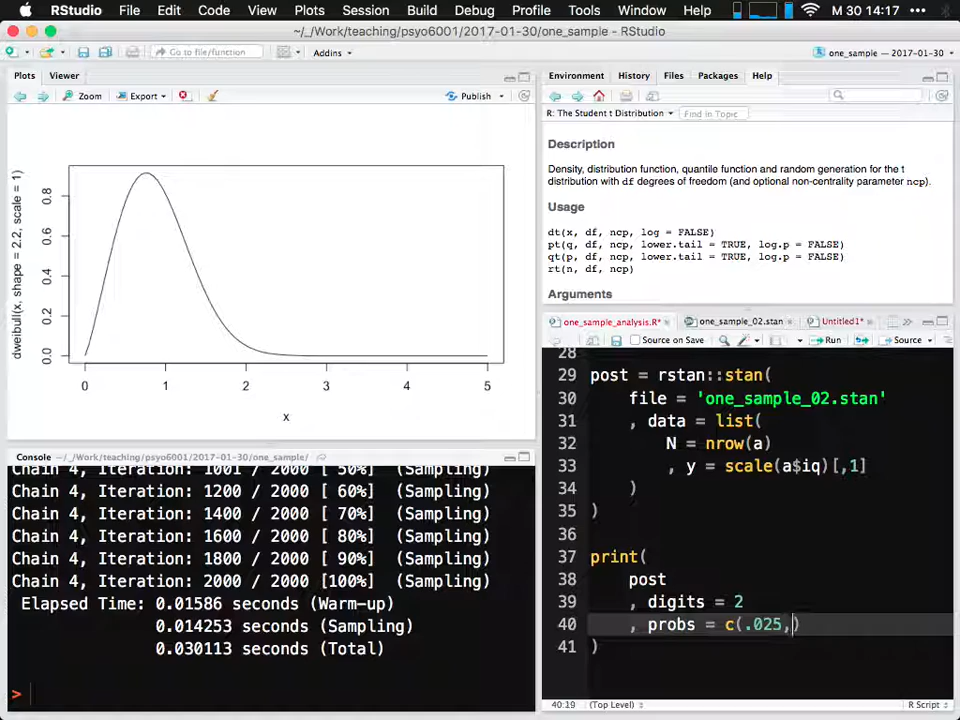 RStudio File Edit Code View Plots Session Build Debug Profile Tools Window Help M 30 14:17
~/_/Work/teaching/psyo6001/2017-01-30/one_sample - RStudio
Go to file/function Addins one_sample — 2017-01-30
Plots Viewer
Zoom Export Publish
dweibull(x, shape = 2.2, scale = 1)
0.8
0.6
0.4
0.2
0.0
0 1 2 3 4 5
x
Console ~/_/Work/teaching/psyo6001/2017-01-30/one_sample/
Chain 4, Iteration: 1001 / 2000 [ 50%] (Sampling)
Chain 4, Iteration: 1200 / 2000 [ 60%] (Sampling)
Chain 4, Iteration: 1400 / 2000 [ 70%] (Sampling)
Chain 4, Iteration: 1600 / 2000 [ 80%] (Sampling)
Chain 4, Iteration: 1800 / 2000 [ 90%] (Sampling)
Chain 4, Iteration: 2000 / 2000 [100%] (Sampling)
Elapsed Time: 0.01586 seconds (Warm-up)
0.014253 seconds (Sampling)
0.030113 seconds (Total)
>
Environment History Files Packages Help
R: The Student t Distribution Find in Topic
Description
Density, distribution function, quantile function and random generation for the t
distribution with df degrees of freedom (and optional non-centrality parameter ncp).
Usage
dt(x, df, ncp, log = FALSE)
pt(q, df, ncp, lower.tail = TRUE, log.p = FALSE)
qt(p, df, ncp, lower.tail = TRUE, log.p = FALSE)
rt(n, df, ncp)
Arguments
one_sample_analysis.R* one_sample_02.stan Untitled1*
Source on Save Run Source
28
29 post = rstan::stan(
30 file = 'one_sample_02.stan'
31 , data = list(
32 N = nrow(a)
33 , y = scale(a$iq)[,1]
34 )
35 )
36
37 print(
38 post
39 , digits = 2
40 , probs = c(.025,)
41 )
40:19 (Top Level) R Script